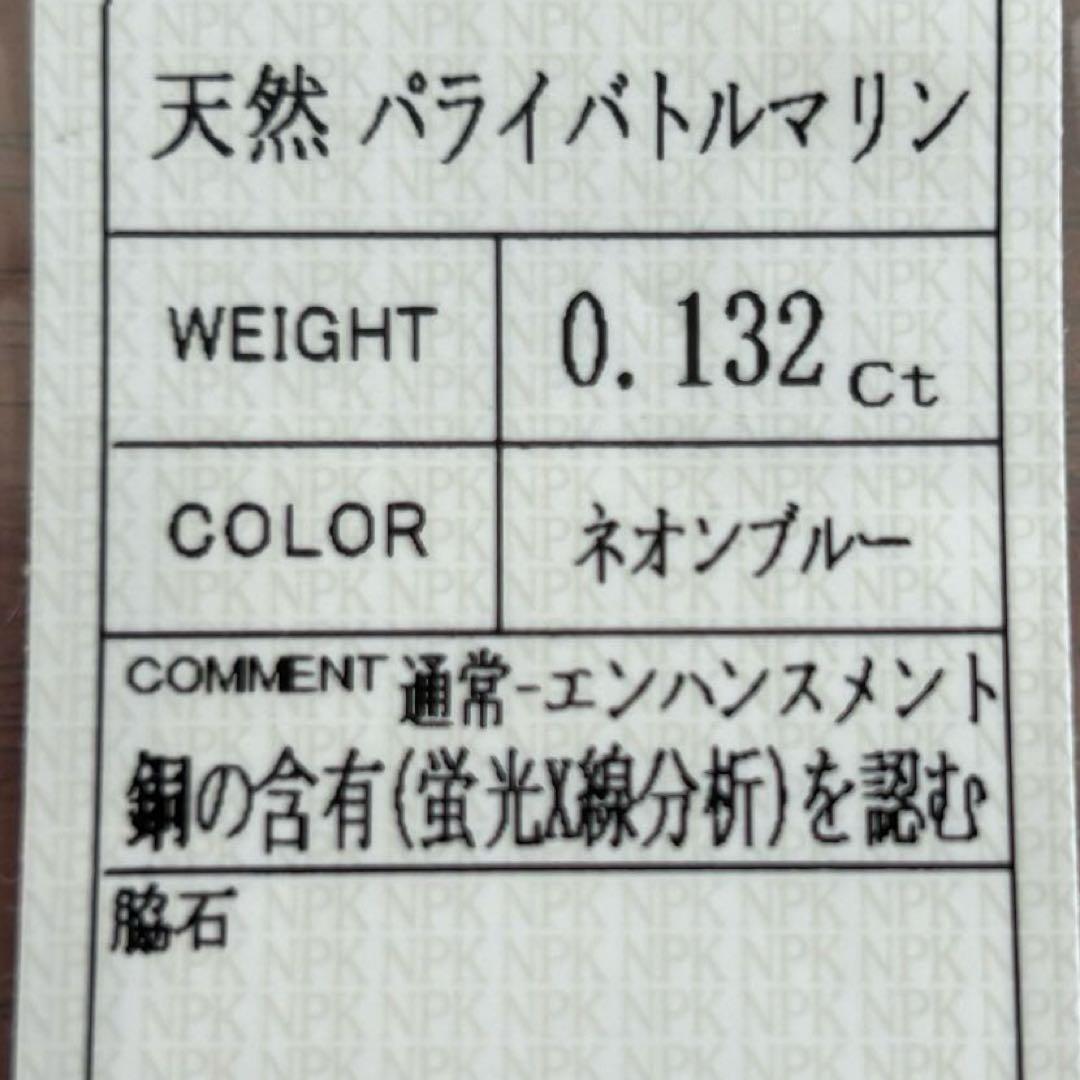 天然 パライバトルマリン
WEIGHT 0.132 Ct
COLOR ネオンブルー
COMMENT 通常-エンハンスメント
銅の含有(蛍光X線分析)を認む
脇石